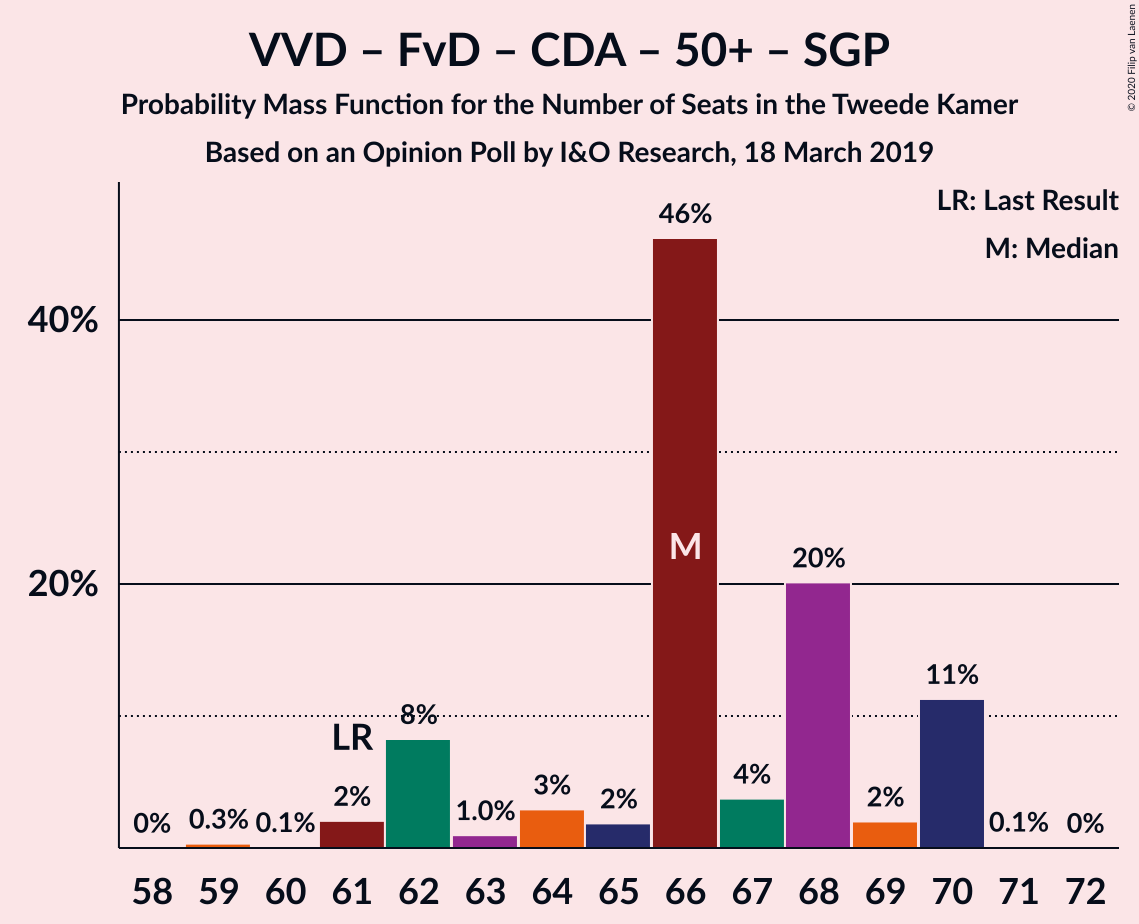 VVD – FvD – CDA – 50+ – SGP
Probability Mass Function for the Number of Seats in the Tweede Kamer
Based on an Opinion Poll by I&O Research, 18 March 2019
© 2020 Filip van Laenen
LR: Last Result
M: Median
46%
40%
M
20%
20%
11%
LR
8%
0%
0.3%
0.1%
2%
1.0%
3%
2%
4%
2%
0.1%
0%
58 59 60 61 62 63 64 65 66 67 68 69 70 71 72